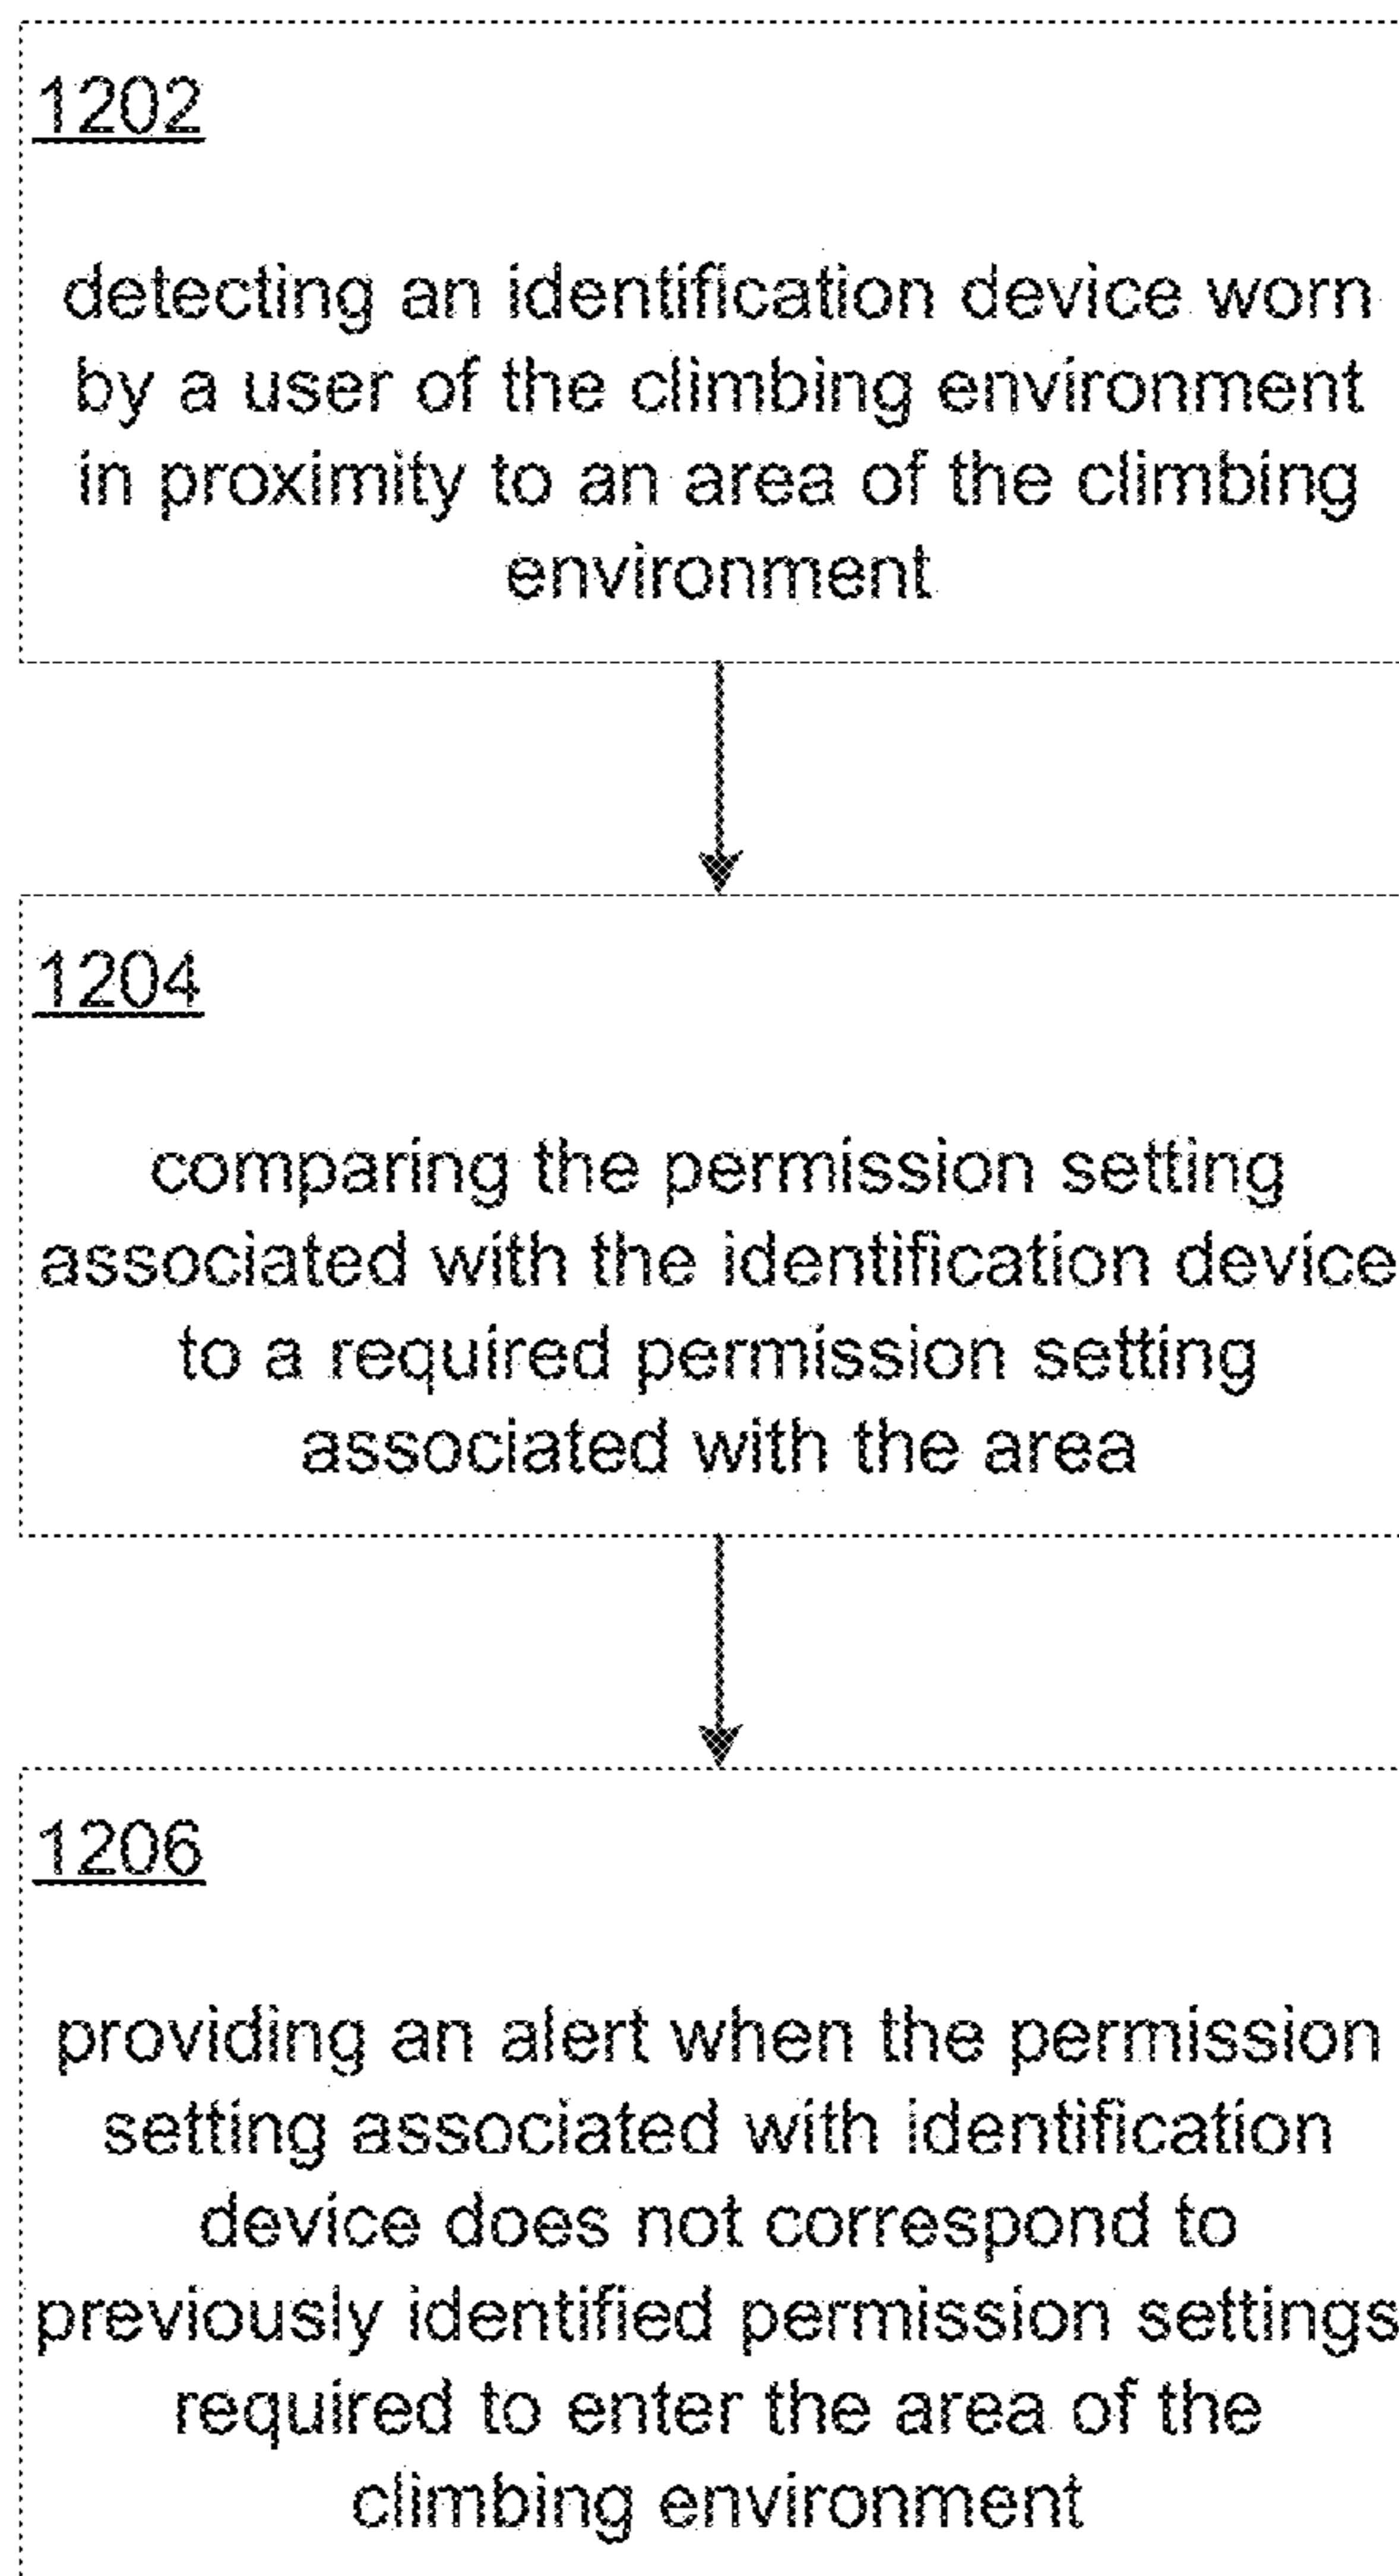 1202
detecting an identification device worn
by a user of the climbing environment
in proximity to an area of the climbing
environment
1204
comparing the permission setting
associated with the identification device
to a required permission setting
associated with the area
1206
providing an alert when the permission
setting associated with identification
device does not correspond to
previously identified permission settings
required to enter the area of the
climbing environment